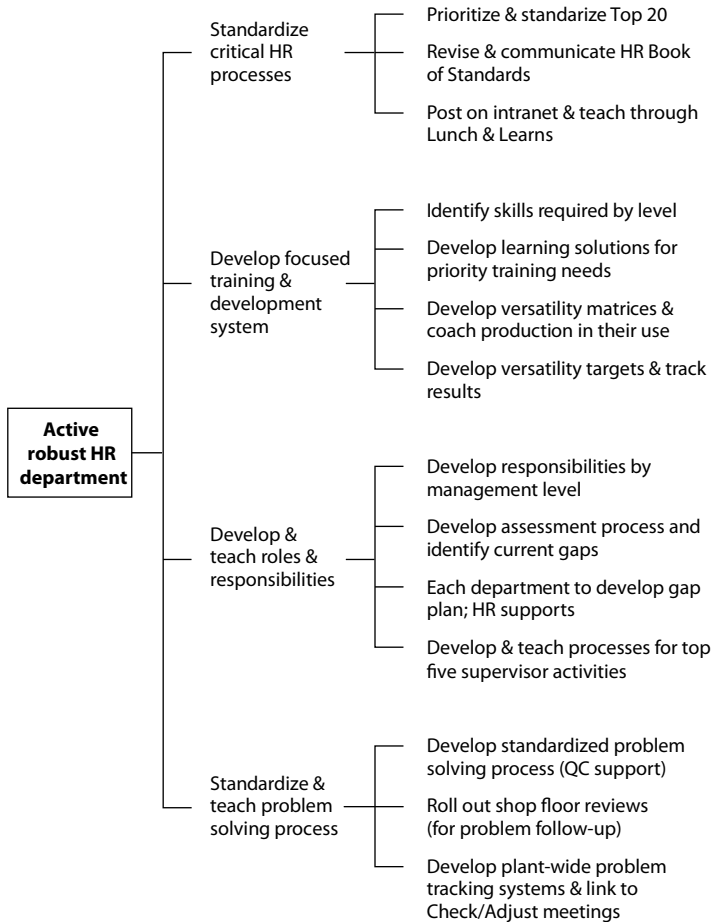 Active
robust HR
department
Standardize
critical HR
processes
Prioritize & standarize Top 20
Revise & communicate HR Book
of Standards
Post on intranet & teach through
Lunch & Learns
Develop focused
training &
development
system
Identify skills required by level
Develop learning solutions for
priority training needs
Develop versatility matrices &
coach production in their use
Develop versatility targets & track
results
Develop &
teach roles &
responsibilities
Develop responsibilities by
management level
Develop assessment process and
identify current gaps
Each department to develop gap
plan; HR supports
Develop & teach processes for top
five supervisor activities
Standardize &
teach problem
solving process
Develop standardized problem
solving process (QC support)
Roll out shop floor reviews
(for problem follow-up)
Develop plant-wide problem
tracking systems & link to
Check/Adjust meetings